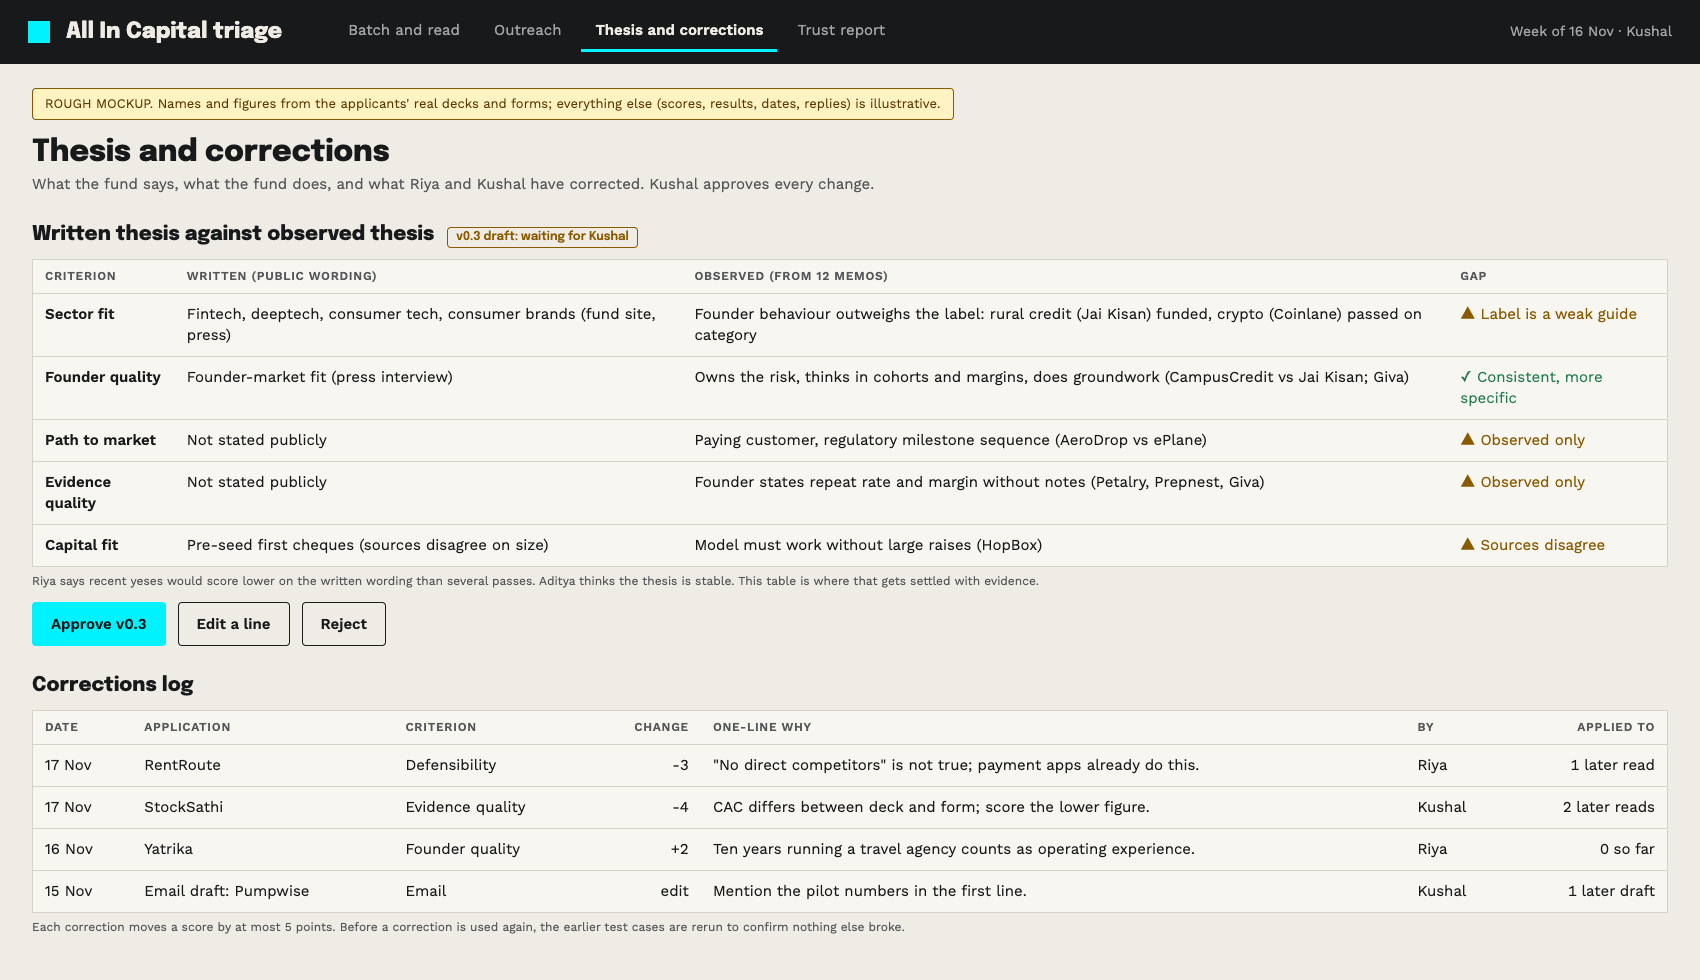 All In Capital triage
Batch and read
Outreach
Thesis and corrections
Trust report
Week of 16 Nov · Kushal
ROUGH MOCKUP. Names and figures from the applicants' real decks and forms; everything else (scores, results, dates, replies) is illustrative.
Thesis and corrections
What the fund says, what the fund does, and what Riya and Kushal have corrected. Kushal approves every change.
Written thesis against observed thesis
v0.3 draft: waiting for Kushal
CRITERION
WRITTEN (PUBLIC WORDING)
OBSERVED (FROM 12 MEMOS)
GAP
Sector fit
Fintech, deeptech, consumer tech, consumer brands (fund site,
press)
Founder behaviour outweighs the label: rural credit (Jai Kisan) funded, crypto (Coinlane) passed on
category
▲ Label is a weak guide
Founder quality
Founder-market fit (press interview)
Owns the risk, thinks in cohorts and margins, does groundwork (CampusCredit vs Jai Kisan; Giva)
✓ Consistent, more
specific
Path to market
Not stated publicly
Paying customer, regulatory milestone sequence (AeroDrop vs ePlane)
▲ Observed only
Evidence
quality
Not stated publicly
Founder states repeat rate and margin without notes (Petalry, Prepnest, Giva)
▲ Observed only
Capital fit
Pre-seed first cheques (sources disagree on size)
Model must work without large raises (HopBox)
▲ Sources disagree
Riya says recent yeses would score lower on the written wording than several passes. Aditya thinks the thesis is stable. This table is where that gets settled with evidence.
Approve v0.3
Edit a line
Reject
Corrections log
DATE
APPLICATION
CRITERION
CHANGE
ONE-LINE WHY
BY
APPLIED TO
17 Nov
RentRoute
Defensibility
-3
"No direct competitors" is not true; payment apps already do this.
Riya
1 later read
17 Nov
StockSathi
Evidence quality
-4
CAC differs between deck and form; score the lower figure.
Kushal
2 later reads
16 Nov
Yatrika
Founder quality
+2
Ten years running a travel agency counts as operating experience.
Riya
0 so far
15 Nov
Email draft: Pumpwise
Email
edit
Mention the pilot numbers in the first line.
Kushal
1 later draft
Each correction moves a score by at most 5 points. Before a correction is used again, the earlier test cases are rerun to confirm nothing else broke.